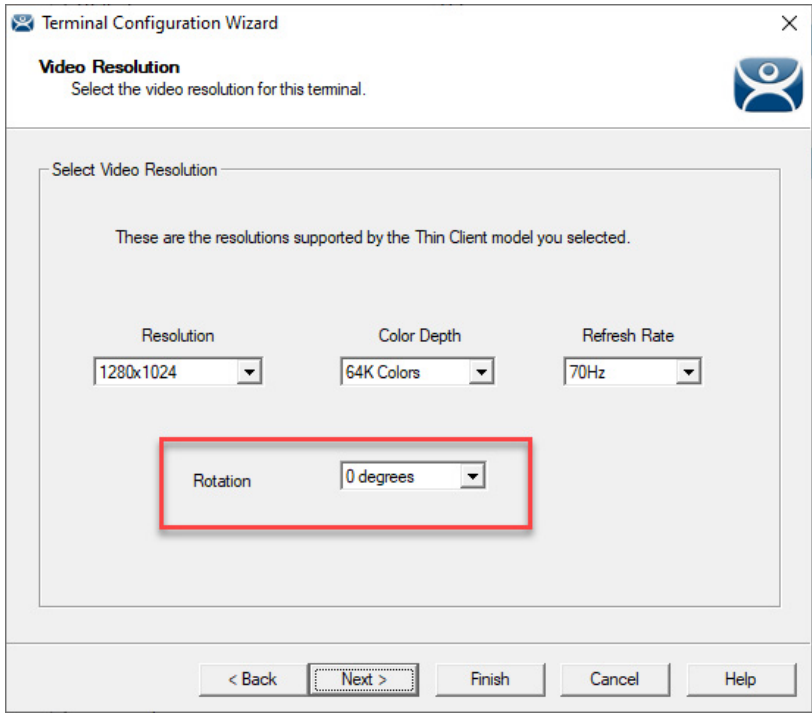 Terminal Configuration Wizard
Video Resolution
Select the video resolution for this terminal.
Select Video Resolution
These are the resolutions supported by the Thin Client model you selected.
Resolution Color Depth Refresh Rate
1280x1024 64K Colors 70Hz
Rotation 0 degrees
< Back Next > Finish Cancel Help